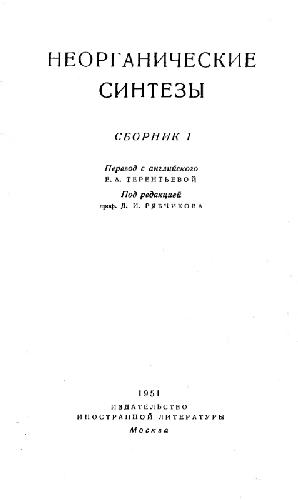 НЕОРГАНИЧЕСКИЕ
СИНТЕЗЫ
СБОРНИК I
Перевод с английского
Е. А. ТЕРЕНТЬЕВОЙ
Под редакцией
проф. Д. И. РЯБЧИКОВА
1951
ИЗДАТЕЛЬСТВО
ИНОСТРАННОЙ ЛИТЕРАТУРЫ
Москва